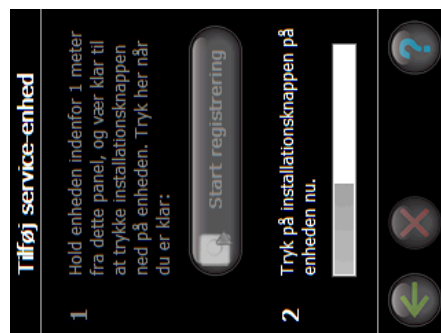 Tilføj service-enhed
1
Hold enheden indenfor 1 meter
fra dette panel, og vær klar til
at trykke installationsknappen
ned på enheden. Tryk her når
du er klar:
Start registrering
2
Tryk på installationsknappen på
enheden nu.
?